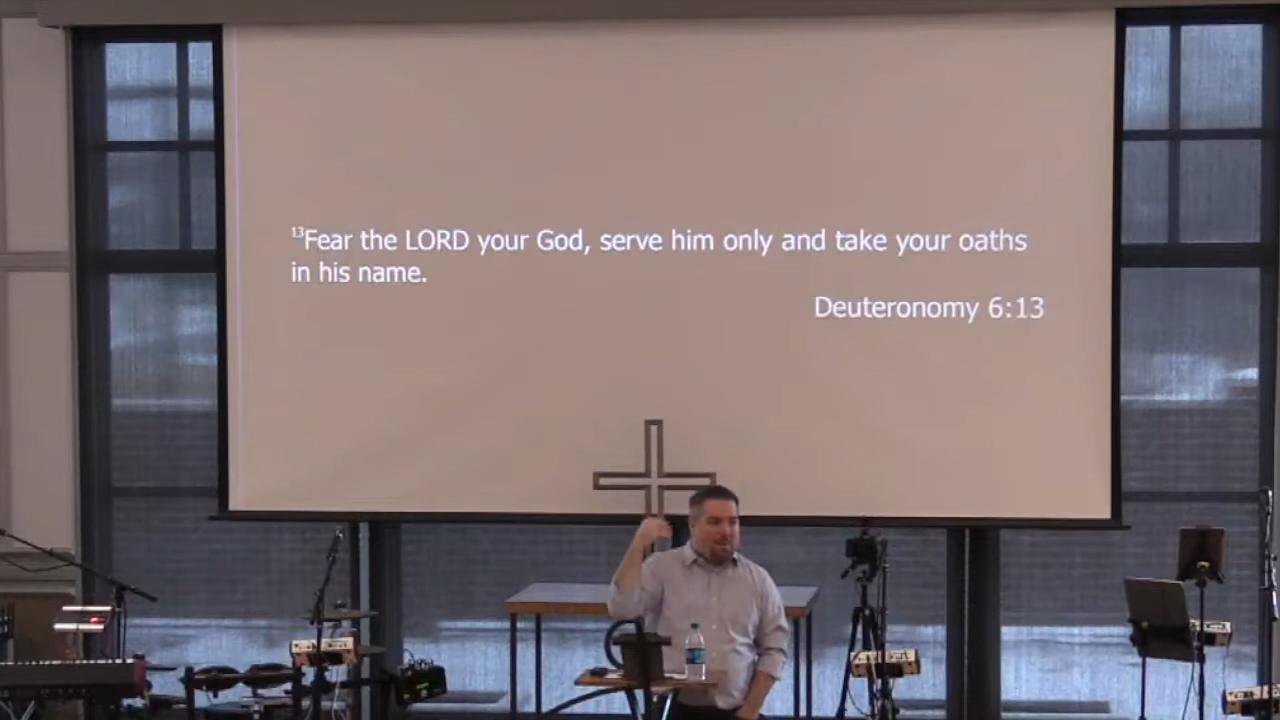 13Fear the LORD your God, serve him only and take your oaths
in his name.
Deuteronomy 6:13